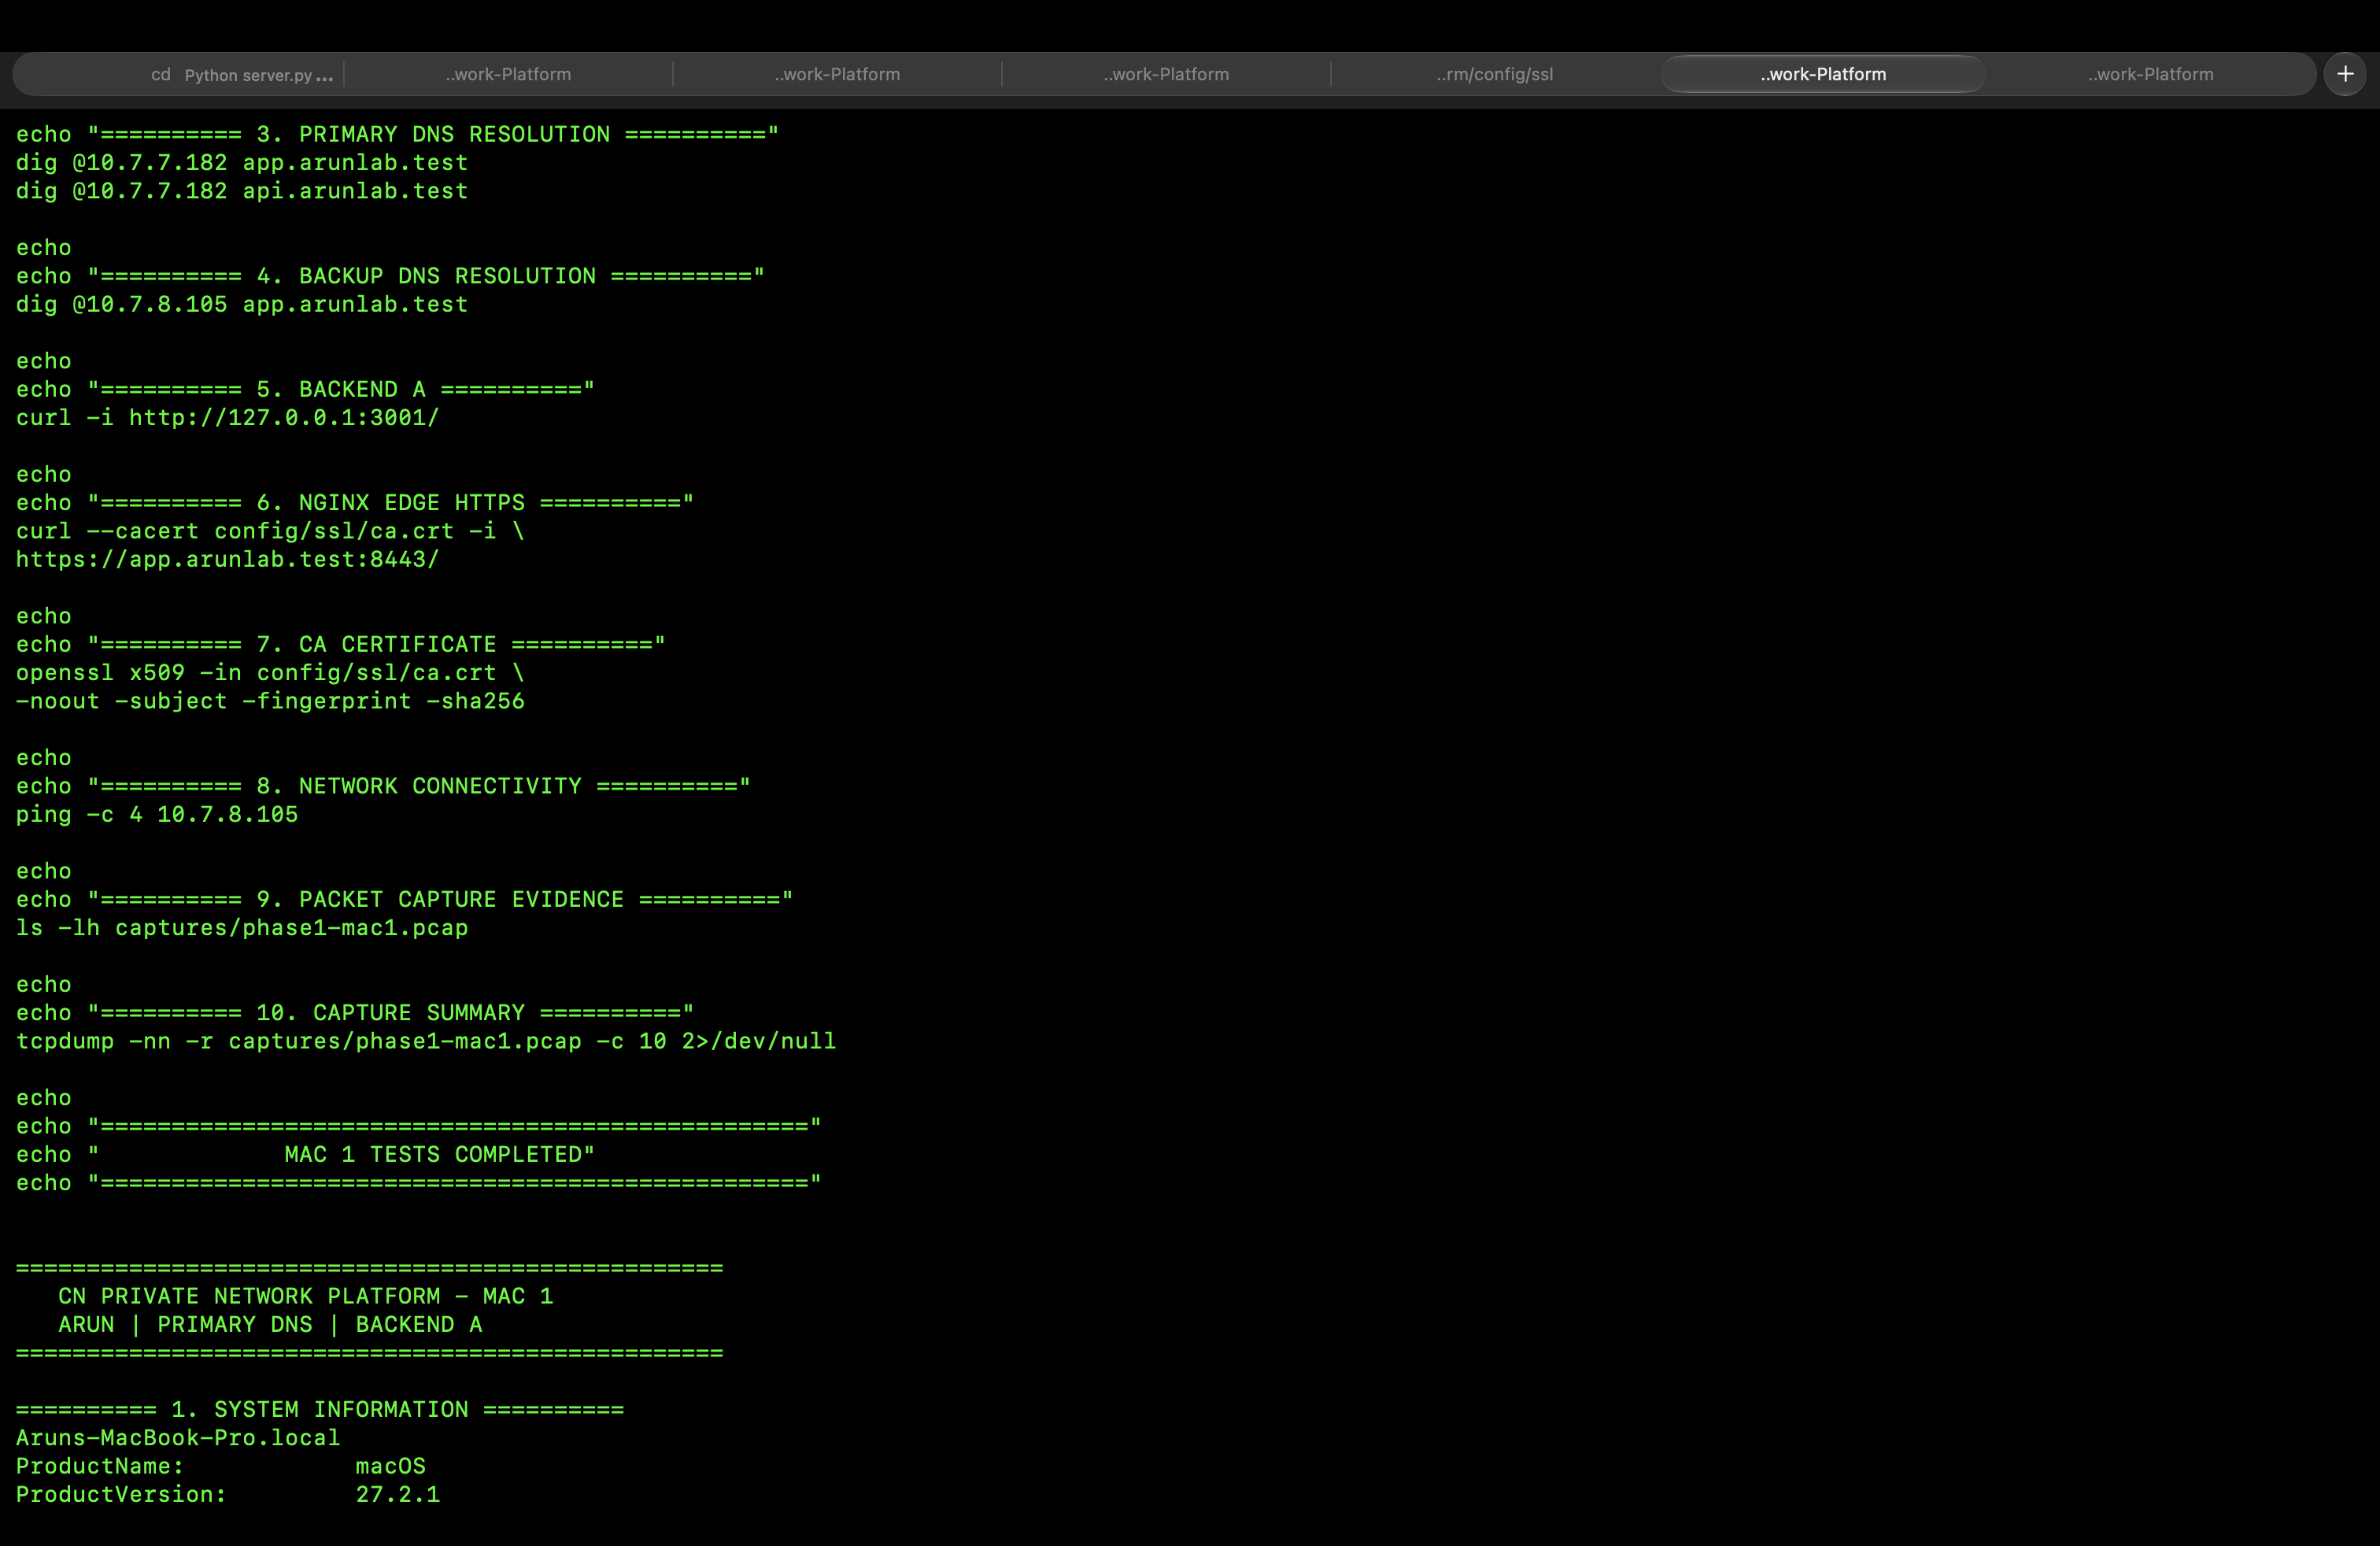 cd Python server.py ...
..work-Platform
..work-Platform
..work-Platform
..rm/config/ssl
..work-Platform
..work-Platform
+
echo "========== 3. PRIMARY DNS RESOLUTION =========="
dig @10.7.7.182 app.arunlab.test
dig @10.7.7.182 api.arunlab.test
echo
echo "========== 4. BACKUP DNS RESOLUTION =========="
dig @10.7.8.105 app.arunlab.test
echo
echo "========== 5. BACKEND A =========="
curl -i http://127.0.0.1:3001/
echo
echo "========== 6. NGINX EDGE HTTPS =========="
curl --cacert config/ssl/ca.crt -i \
https://app.arunlab.test:8443/
echo
echo "========== 7. CA CERTIFICATE =========="
openssl x509 -in config/ssl/ca.crt \
-noout -subject -fingerprint -sha256
echo
echo "========== 8. NETWORK CONNECTIVITY =========="
ping -c 4 10.7.8.105
echo
echo "========== 9. PACKET CAPTURE EVIDENCE =========="
ls -lh captures/phase1-mac1.pcap
echo
echo "========== 10. CAPTURE SUMMARY =========="
tcpdump -nn -r captures/phase1-mac1.pcap -c 10 2>/dev/null
echo
echo "=================================================="
echo "             MAC 1 TESTS COMPLETED"
echo "=================================================="
==================================================
   CN PRIVATE NETWORK PLATFORM - MAC 1
   ARUN | PRIMARY DNS | BACKEND A
==================================================
========== 1. SYSTEM INFORMATION ==========
Aruns-MacBook-Pro.local
ProductName:            macOS
ProductVersion:         27.2.1